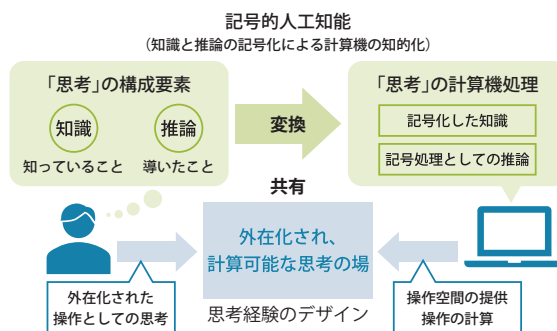 記号的人工知能
（知識と推論の記号化による計算機の知的化）
「思考」の構成要素
知識
推論
知っていること
導いたこと
変換
「思考」の計算機処理
記号化した知識
記号処理としての推論
共有
外在化され、
計算可能な思考の場
外在化された
操作としての思考
思考経験のデザイン
操作空間の提供
操作の計算